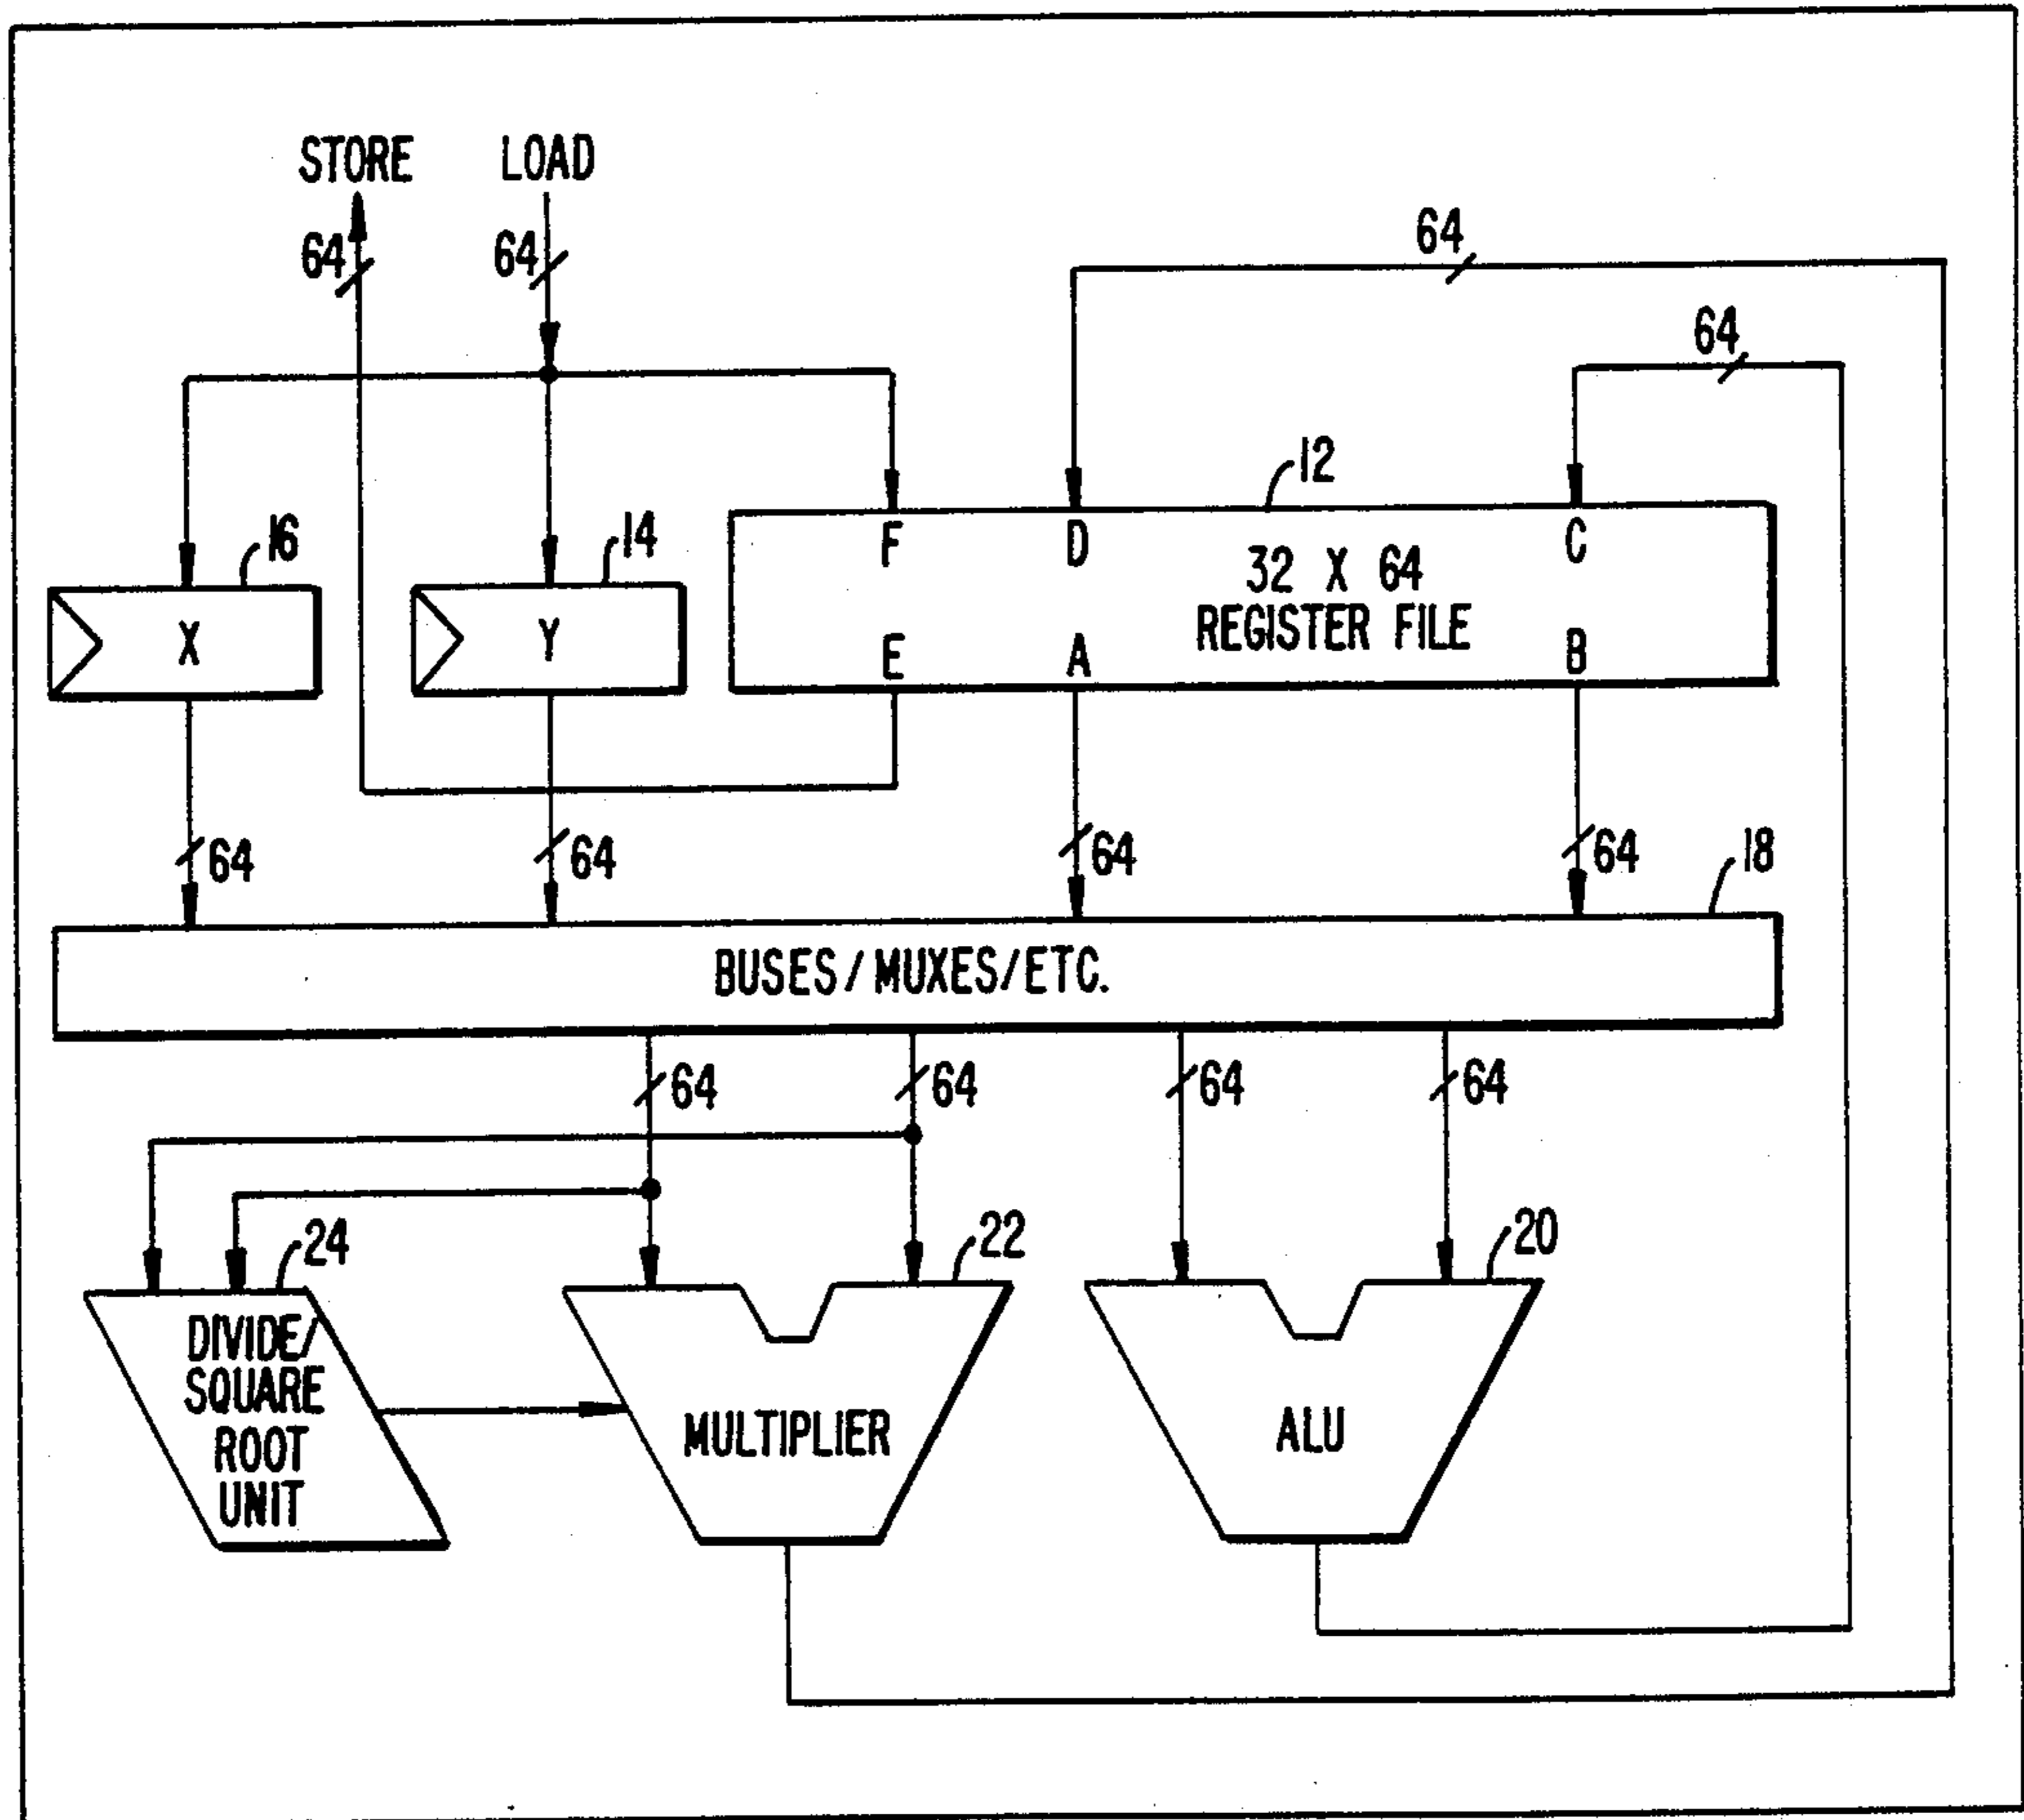 STORE LOAD
64 64 64
64
12
16 14
F D C
32 X 64
REGISTER FILE
X Y
E A B
64 64 64 64
18
BUSES/MUXES/ETC.
64 64 64 64
24 22 20
DIVIDE/
SQUARE
ROOT
UNIT
MULTIPLIER
ALU